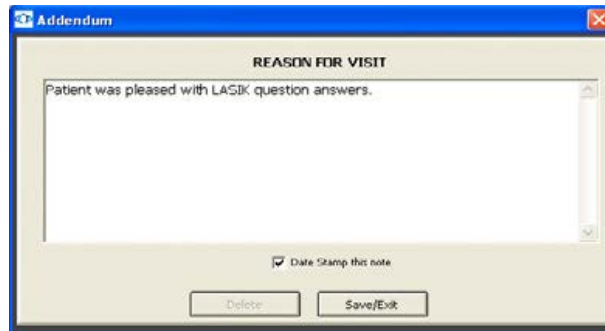 Addendum
REASON FOR VISIT
Patient was pleased with LASIK question answers.
Date Stamp this note
Delete Save/Exit